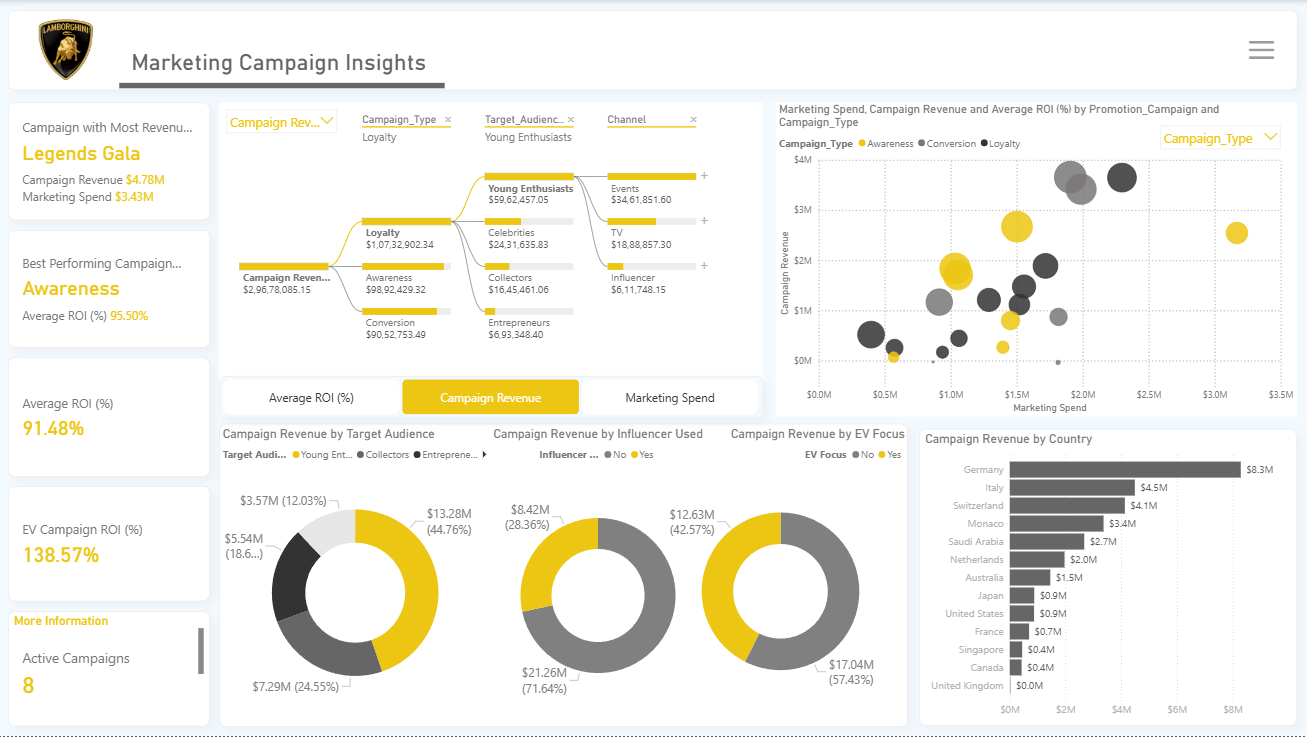 LAMBORGHINI
Marketing Campaign Insights
Campaign with Most Revenu...
Legends Gala
Campaign Revenue $4.78M
Marketing Spend $3.43M
Best Performing Campaign...
Awareness
Average ROI (%) 95.50%
Average ROI (%)
91.48%
EV Campaign ROI (%)
138.57%
More Information
Active Campaigns
8
Campaign Rev...
Campaign_Type
Loyalty
Target_Audienc...
Young Enthusiasts
Channel
Campaign Reven...
$2,96,78,085.15
Loyalty
$1,07,32,902.34
Awareness
$98,92,429.32
Conversion
$90,52,753.49
Young Enthusiasts
$59,62,457.05
Celebrities
$24,31,635.83
Collectors
$16,45,461.06
Entrepreneurs
$6,93,348.40
Events
$34,61,851.60
TV
$18,88,857.30
Influencer
$6,11,748.15
Average ROI (%)
Campaign Revenue
Marketing Spend
Marketing Spend, Campaign Revenue and Average ROI (%) by Promotion_Campaign and
Campaign_Type
Campaign_Type
Campaign_Type Awareness Conversion Loyalty
Campaign Revenue
$4M
$3M
$2M
$1M
$0M
$0.0M $0.5M $1.0M $1.5M $2.0M $2.5M $3.0M $3.5M
Marketing Spend
Campaign Revenue by Target Audience
Target Audi... Young Ent... Collectors Entreprene...
$3.57M (12.03%)
$13.28M
(44.76%)
$5.54M
(18.6...)
$7.29M (24.55%)
Campaign Revenue by Influencer Used
Influencer ... No Yes
$8.42M
(28.36%)
$21.26M
(71.64%)
Campaign Revenue by EV Focus
EV Focus No Yes
$12.63M
(42.57%)
$17.04M
(57.43%)
Campaign Revenue by Country
Germany $8.3M
Italy $4.5M
Switzerland $4.1M
Monaco $3.4M
Saudi Arabia $2.7M
Netherlands $2.0M
Australia $1.5M
Japan $0.9M
United States $0.9M
France $0.7M
Singapore $0.4M
Canada $0.4M
United Kingdom $0.0M
$0M $2M $4M $6M $8M